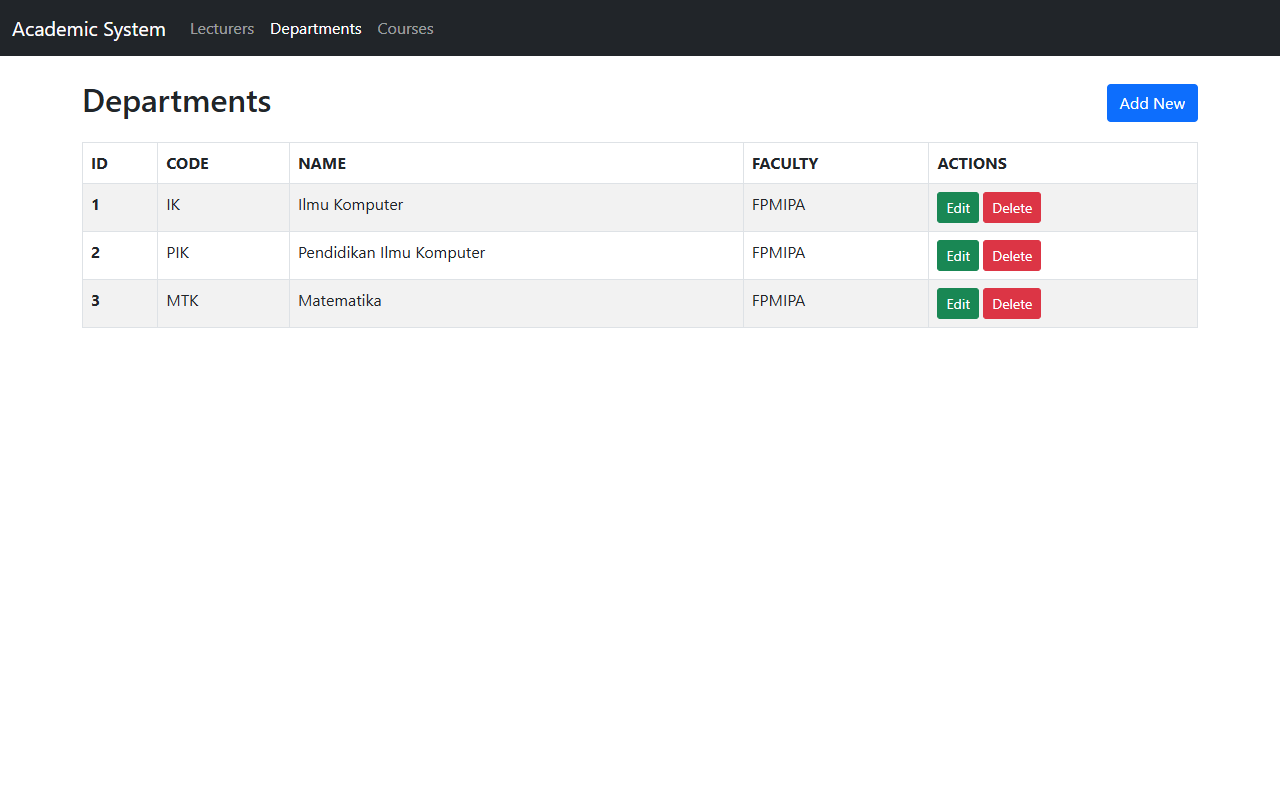 Academic System Lecturers Departments Courses
Departments Add New
ID CODE NAME FACULTY ACTIONS
1 IK Ilmu Komputer FPMIPA Edit Delete
2 PIK Pendidikan Ilmu Komputer FPMIPA Edit Delete
3 MTK Matematika FPMIPA Edit Delete